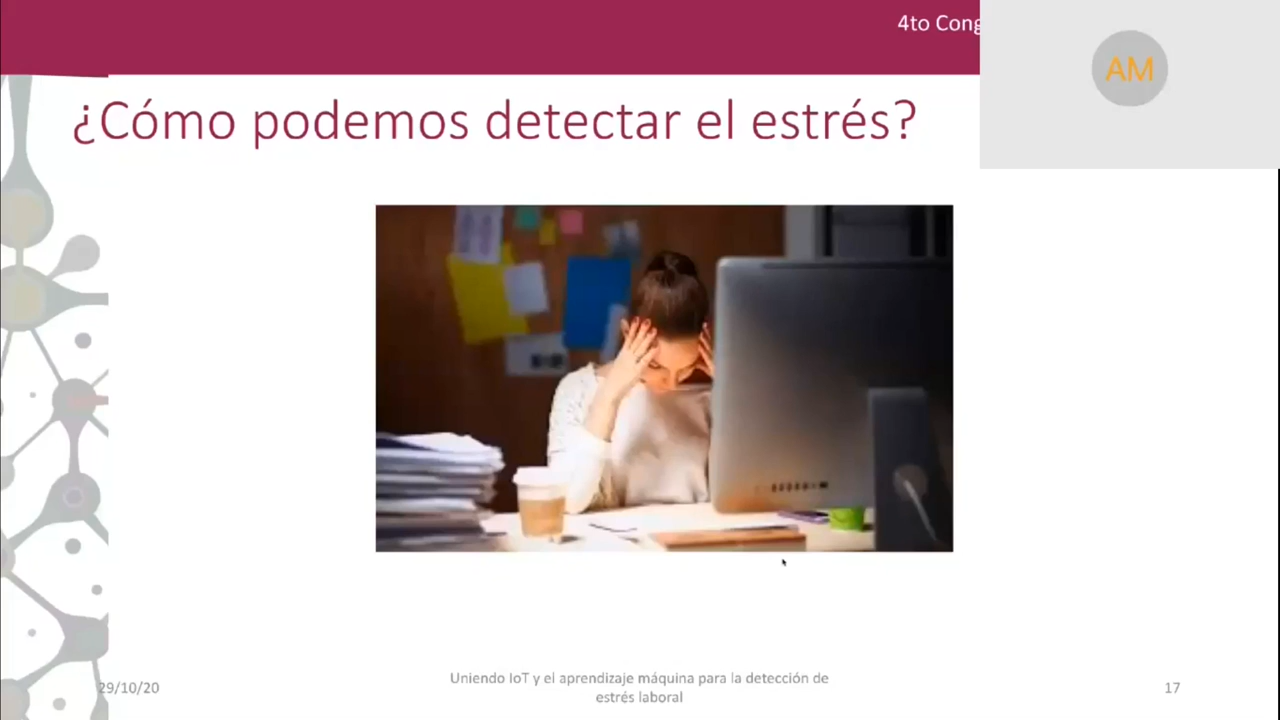 4to Cong
AM
¿Cómo podemos detectar el estrés?
29/10/20
Uniendo IoT y el aprendizaje máquina para la detección de
estrés laboral
17